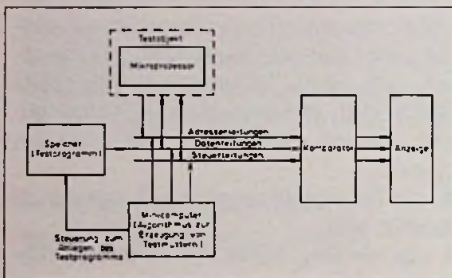 Testobjekt
Mikroprozessor
Adressenleitungen
Datenleitungen
Steuerleitungen
Speicher
(Testprogramm)
Komparator
Anzeige
Minicomputer
(Algorithmus zur
Erzeugung von
Testmustern)
Steuerung zum
Anlegen des
Testprogramms